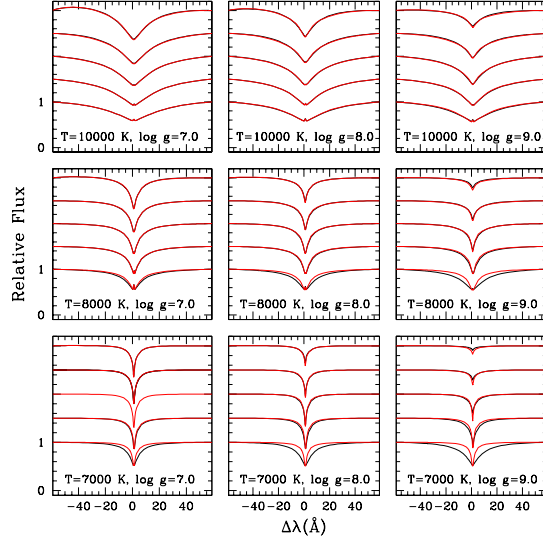 1
0
T=10000 K, log g=7.0
T=10000 K, log g=8.0
T=10000 K, log g=9.0
Relative Flux
1
0
T=8000 K, log g=7.0
T=8000 K, log g=8.0
T=8000 K, log g=9.0
1
0
T=7000 K, log g=7.0
T=7000 K, log g=8.0
T=7000 K, log g=9.0
−40 −20 0 20 40
−40 −20 0 20 40
−40 −20 0 20 40
Δλ(Å)